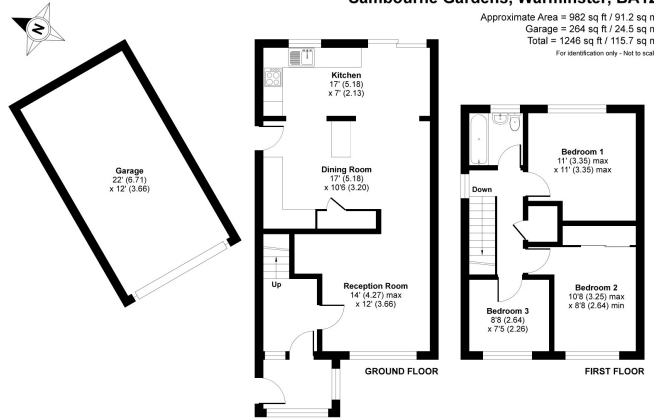 Sambourne Gardens, Warminster, BA12
Approximate Area = 982 sq ft / 91.2 sq m
Garage = 264 sq ft / 24.5 sq m
Total = 1246 sq ft / 115.7 sq m
For identification only - Not to scale
N
Kitchen
17' (5.18)
x 7' (2.13)
Garage
22' (6.71)
x 12' (3.66)
Dining Room
17' (5.18)
x 10'6 (3.20)
Up
Reception Room
14' (4.27) max
x 12' (3.66)
GROUND FLOOR
Bedroom 1
11' (3.35) max
x 11' (3.35) max
Down
Bedroom 2
10'8 (3.25) max
x 8'8 (2.64) min
Bedroom 3
8'8 (2.64)
x 7'5 (2.26)
FIRST FLOOR